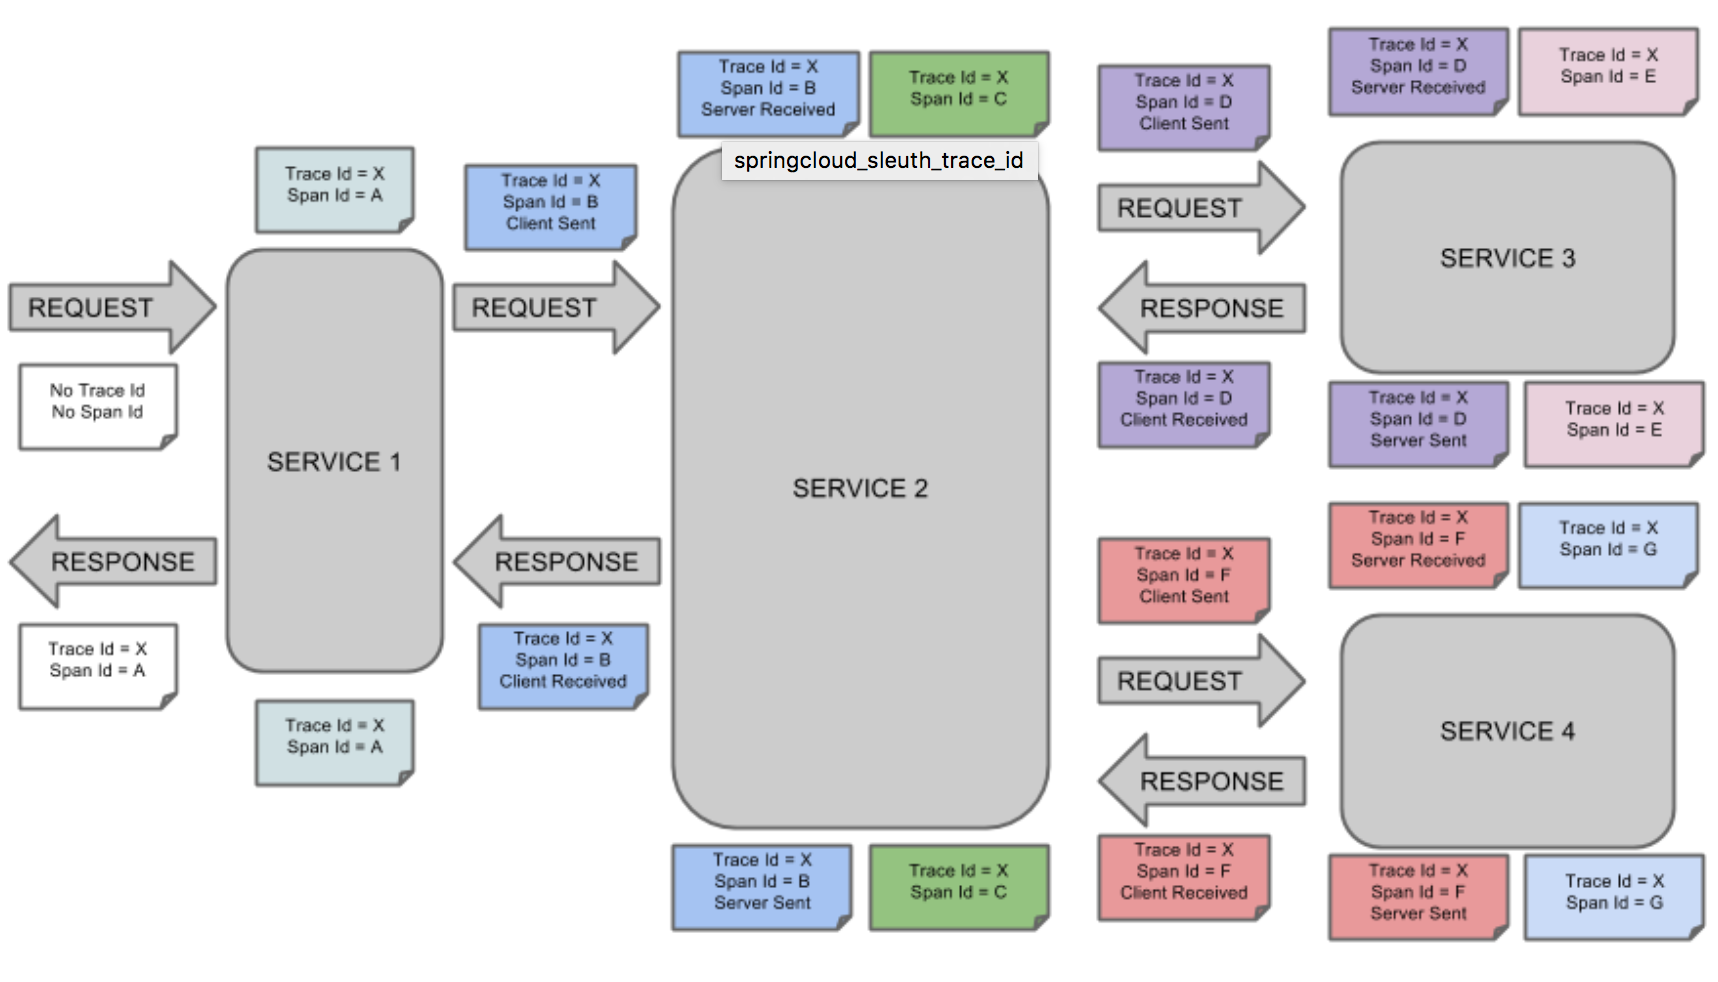 Trace Id = X
Span Id = B
Server Received
Trace Id = X
Span Id = C
Trace Id = X
Span Id = D
Client Sent
Trace Id = X
Span Id = D
Server Received
Trace Id = X
Span Id = E
springcloud_sleuth_trace_id
Trace Id = X
Span Id = A
Trace Id = X
Span Id = B
Client Sent
REQUEST
SERVICE 3
REQUEST
REQUEST
RESPONSE
No Trace Id
No Span Id
Trace Id = X
Span Id = D
Client Received
Trace Id = X
Span Id = D
Server Sent
Trace Id = X
Span Id = E
SERVICE 1
SERVICE 2
Trace Id = X
Span Id = F
Server Received
Trace Id = X
Span Id = G
RESPONSE
RESPONSE
Trace Id = X
Span Id = F
Client Sent
Trace Id = X
Span Id = A
Trace Id = X
Span Id = B
Client Received
REQUEST
SERVICE 4
Trace Id = X
Span Id = A
RESPONSE
Trace Id = X
Span Id = B
Server Sent
Trace Id = X
Span Id = C
Trace Id = X
Span Id = F
Client Received
Trace Id = X
Span Id = F
Server Sent
Trace Id = X
Span Id = G